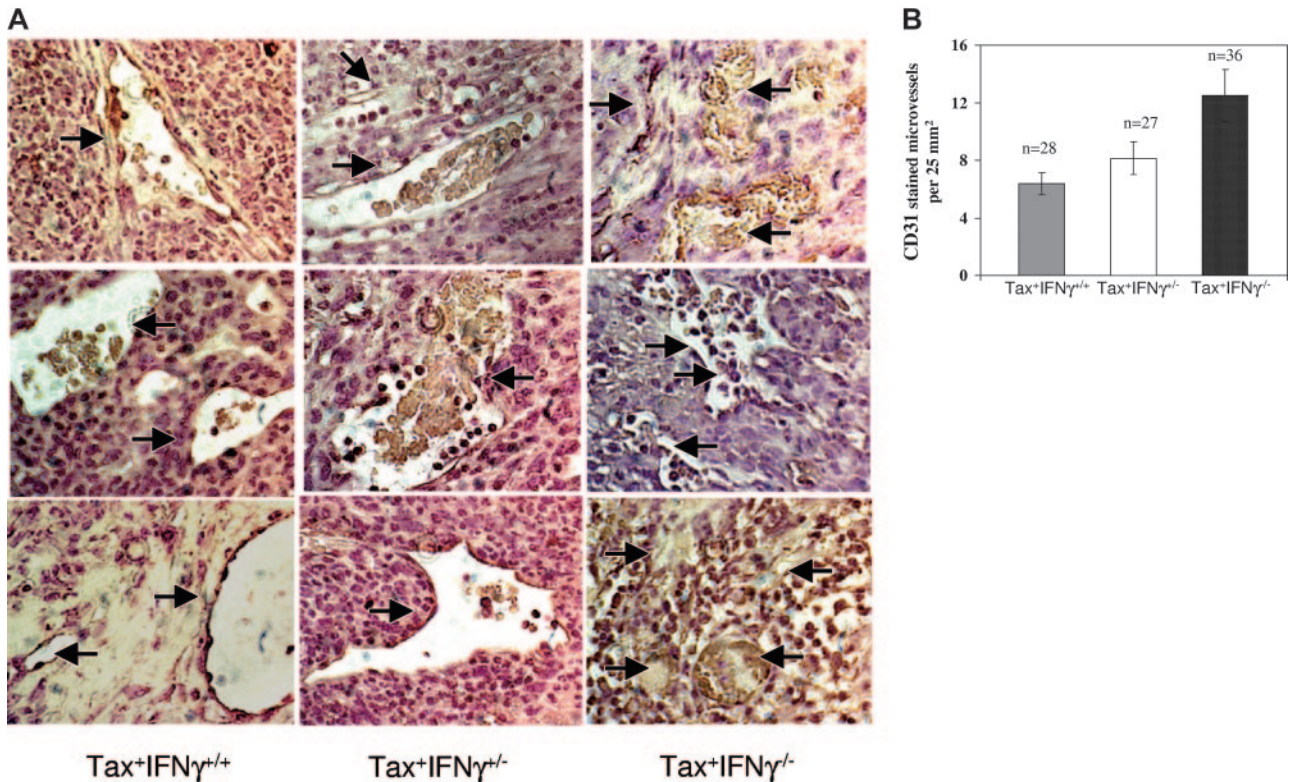 A
Tax⁺IFNγ⁺/⁺
Tax⁺IFNγ⁺/⁻
Tax⁺IFNγ⁻/⁻
B
CD31 stained microvessels
per 25 mm²
16
12
8
4
0
n=28
n=27
n=36
Tax⁺IFNγ⁺/⁺
Tax⁺IFNγ⁺/⁻
Tax⁺IFNγ⁻/⁻